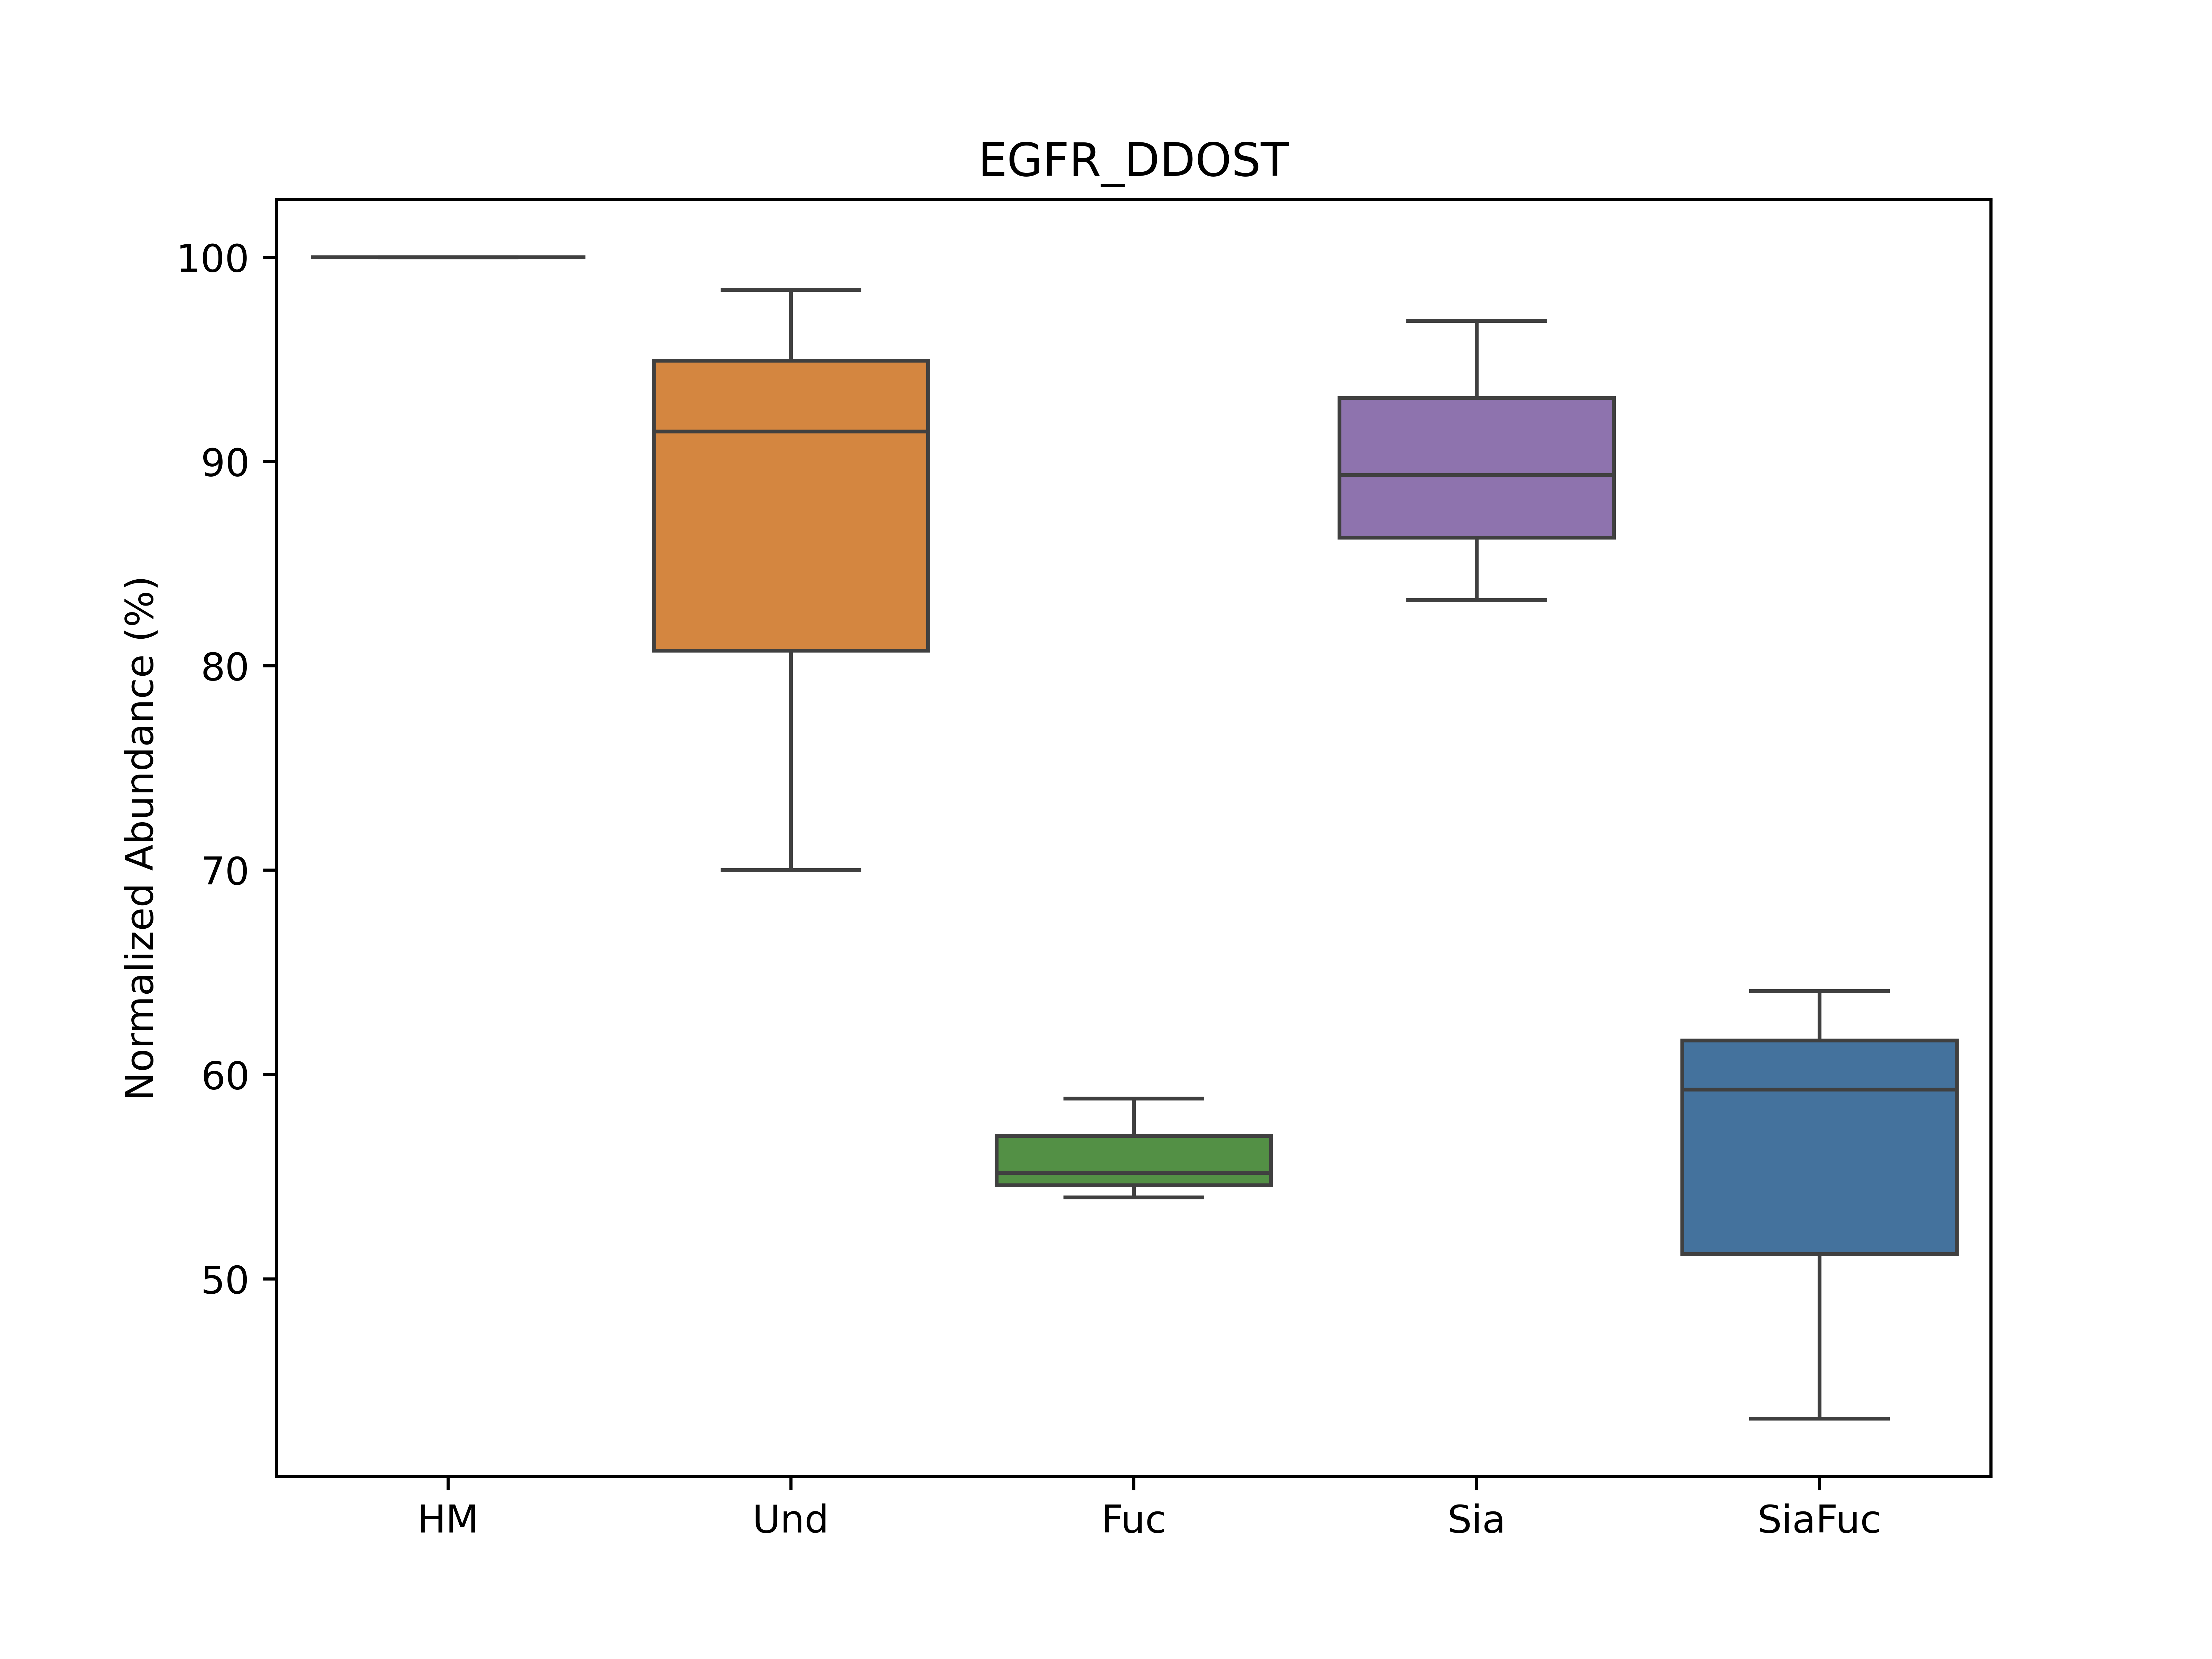 EGFR_DDOST
Normalized Abundance (%)
100
90
80
70
60
50
HM
Und
Fuc
Sia
SiaFuc